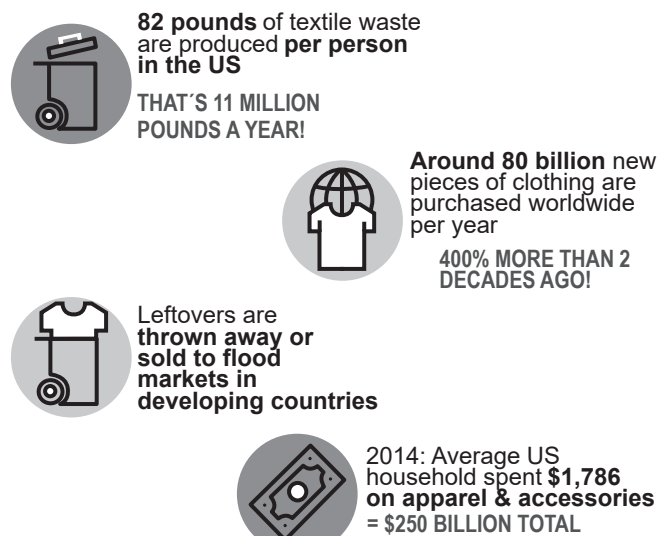 82 pounds of textile waste
are produced per person
in the US
THAT´S 11 MILLION
POUNDS A YEAR!
Around 80 billion new
pieces of clothing are
purchased worldwide
per year
400% MORE THAN 2
DECADES AGO!
Leftovers are
thrown away or
sold to flood
markets in
developing countries
2014: Average US
household spent $1,786
on apparel & accessories
= $250 BILLION TOTAL